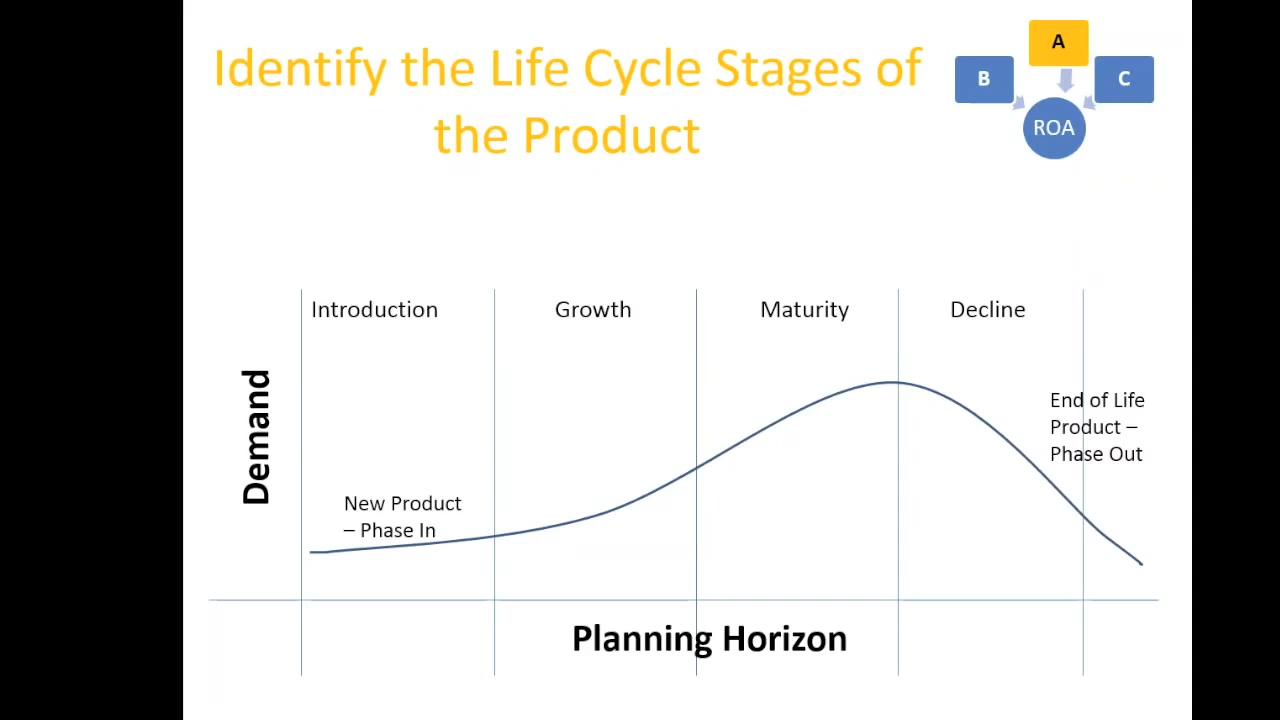 Identify the Life Cycle Stages of
the Product
A
B
C
ROA
Introduction
Growth
Maturity
Decline
Demand
New Product
– Phase In
End of Life
Product –
Phase Out
Planning Horizon